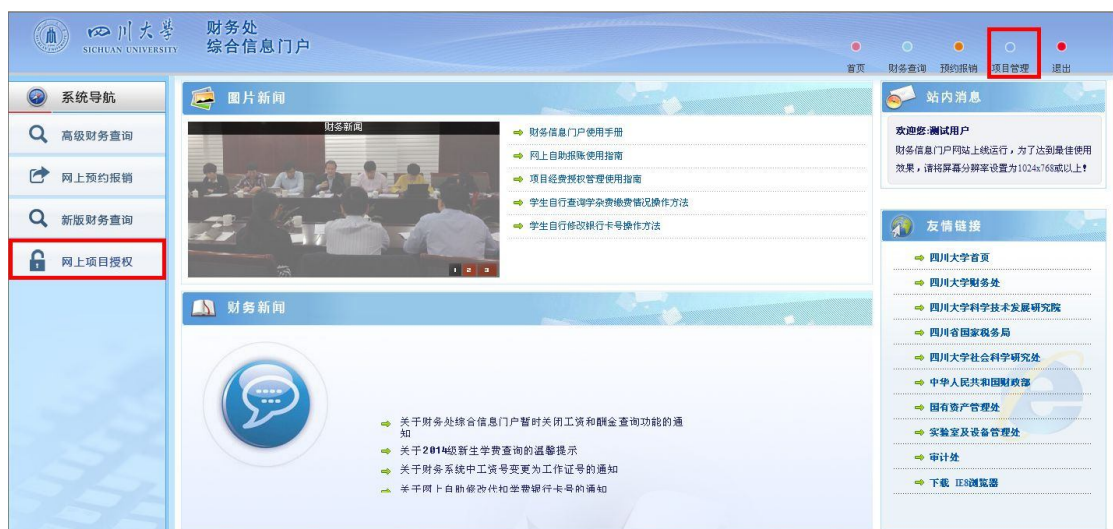 四川大学
SICHUAN UNIVERSITY
财务处
综合信息门户
首页
财务查询
预约报销
项目管理
退出
系统导航
高级财务查询
网上预约报销
新版财务查询
网上项目授权
图片新闻
财务新闻
1 2 3
财务信息门户使用手册
网上自助报账使用指南
项目经费授权管理使用指南
学生自行查询学杂费缴费情况操作方法
学生自行修改银行卡号操作方法
财务新闻
关于财务处综合信息门户暂时关闭工资和酬金查询功能的通
知
关于2014级新生学费查询的温馨提示
关于财务系统中工资号变更为工作证号的通知
关于网上自助修改代扣学费银行卡号的通知
站内消息
欢迎您:测试用户
财务信息门户网站上线运行，为了达到最佳使用
效果，请将屏幕分辨率设置为1024x768或以上!
友情链接
四川大学首页
四川大学财务处
四川大学科学技术发展研究院
四川省国家税务局
四川大学社会科学研究处
中华人民共和国财政部
国有资产管理处
实验室及设备管理处
审计处
下载 IE8浏览器